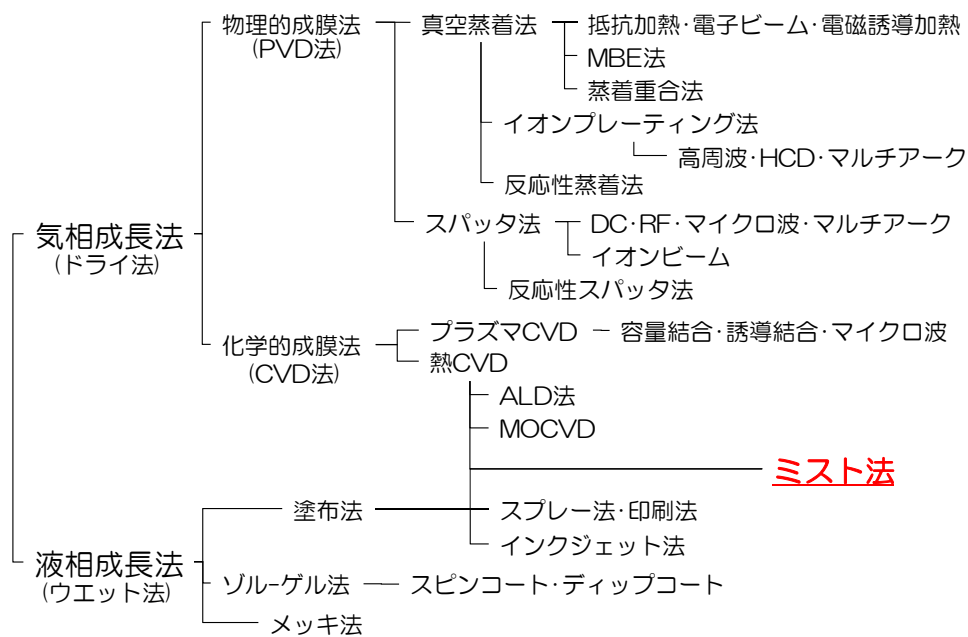 物理的成膜法
(PVD法)
真空蒸着法
抵抗加熱・電子ビーム・電磁誘導加熱
MBE法
蒸着重合法
イオンプレーティング法
高周波・HCD・マルチアーク
反応性蒸着法
気相成長法
(ドライ法)
スパッタ法
DC・RF・マイクロ波・マルチアーク
イオンビーム
反応性スパッタ法
化学的成膜法
(CVD法)
プラズマCVD
容量結合・誘導結合・マイクロ波
熱CVD
ALD法
MOCVD
ミスト法
塗布法
スプレー法・印刷法
インクジェット法
液相成長法
(ウエット法)
ゾル-ゲル法
スピンコート・ディップコート
メッキ法